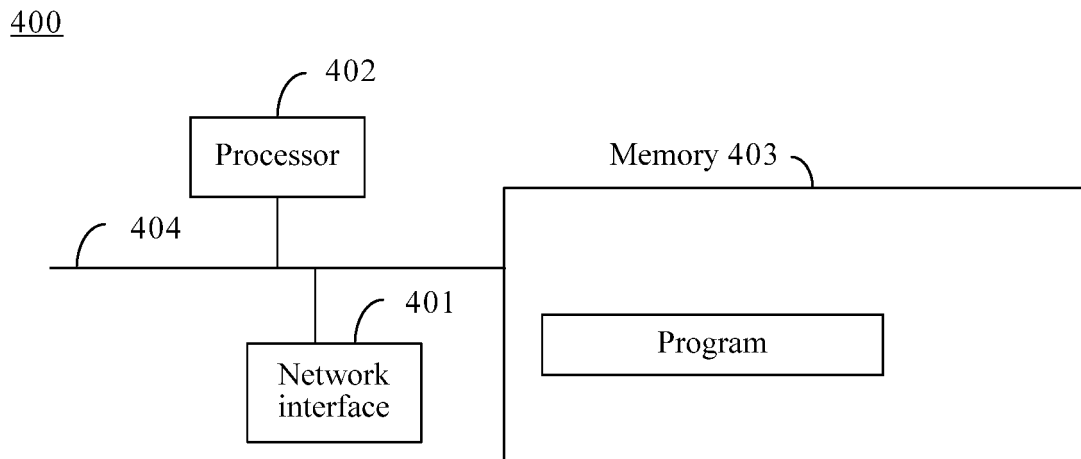 400
402
Processor
Memory 403
404
401
Program
Network
interface